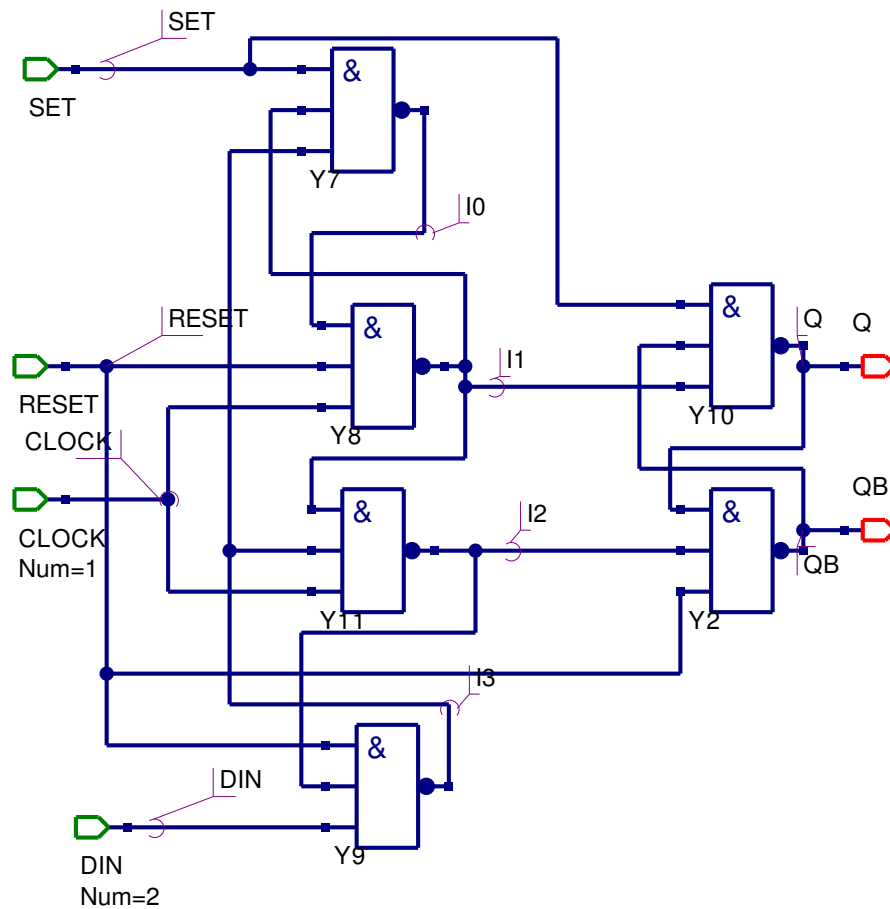 SET
&
SET
Y7
I0
RESET
&
&
Q
Q
I1
RESET
Y10
CLOCK
Y8
QB
&
&
I2
CLOCK
QB
Num=1
Y11
Y2
I3
&
DIN
Y9
DIN
Num=2